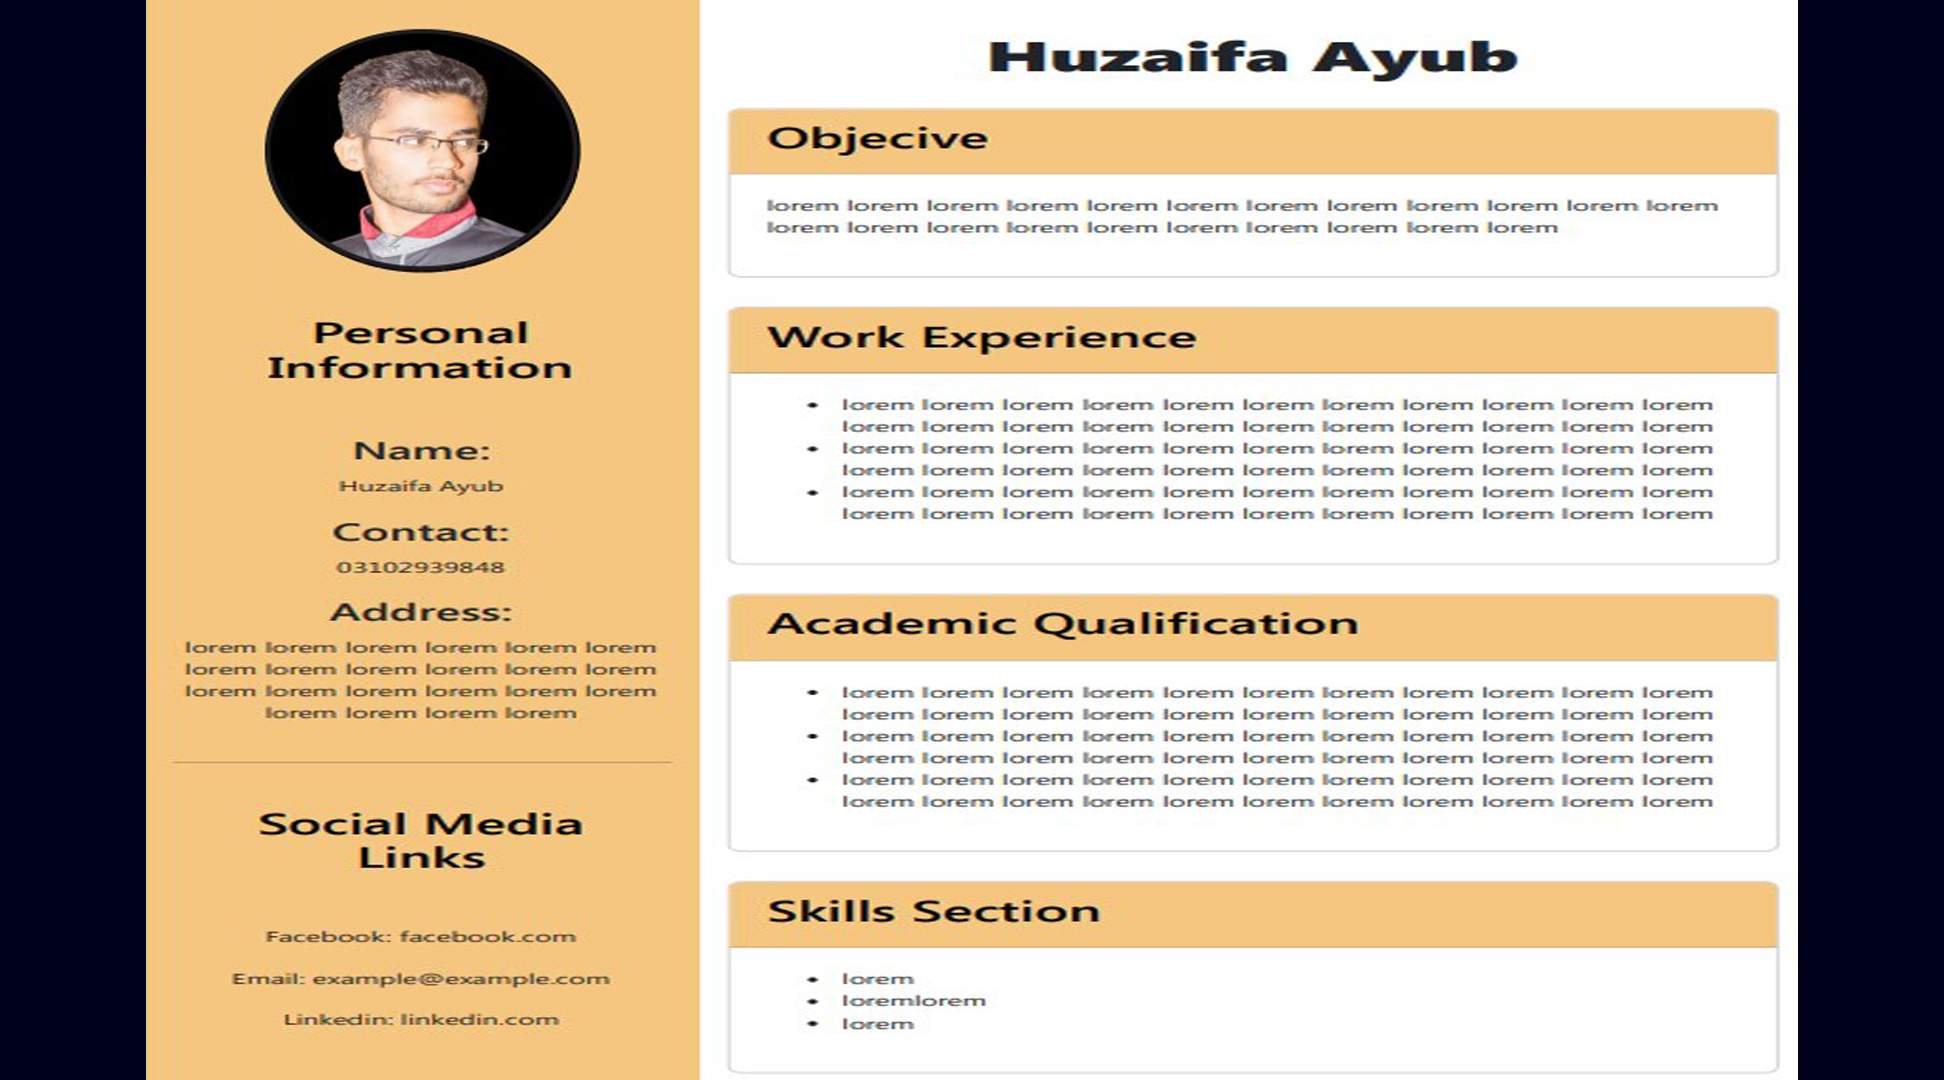 Personal
Information
Name:
Huzaifa Ayub
Contact:
03102939848
Address:
lorem lorem lorem lorem lorem lorem
lorem lorem lorem lorem lorem lorem
lorem lorem lorem lorem lorem lorem
lorem lorem lorem lorem
Social Media
Links
Facebook: facebook.com
Email: example@example.com
Linkedin: linkedin.com
Huzaifa Ayub
Objecive
lorem lorem lorem lorem lorem lorem lorem lorem lorem lorem lorem lorem
lorem lorem lorem lorem lorem lorem lorem lorem lorem lorem
Work Experience
• lorem lorem lorem lorem lorem lorem lorem lorem lorem lorem lorem
lorem lorem lorem lorem lorem lorem lorem lorem lorem lorem lorem
• lorem lorem lorem lorem lorem lorem lorem lorem lorem lorem lorem
lorem lorem lorem lorem lorem lorem lorem lorem lorem lorem lorem
• lorem lorem lorem lorem lorem lorem lorem lorem lorem lorem lorem
lorem lorem lorem lorem lorem lorem lorem lorem lorem lorem lorem
Academic Qualification
• lorem lorem lorem lorem lorem lorem lorem lorem lorem lorem lorem
lorem lorem lorem lorem lorem lorem lorem lorem lorem lorem lorem
• lorem lorem lorem lorem lorem lorem lorem lorem lorem lorem lorem
lorem lorem lorem lorem lorem lorem lorem lorem lorem lorem lorem
• lorem lorem lorem lorem lorem lorem lorem lorem lorem lorem lorem
lorem lorem lorem lorem lorem lorem lorem lorem lorem lorem lorem
Skills Section
• lorem
• loremlorem
• lorem